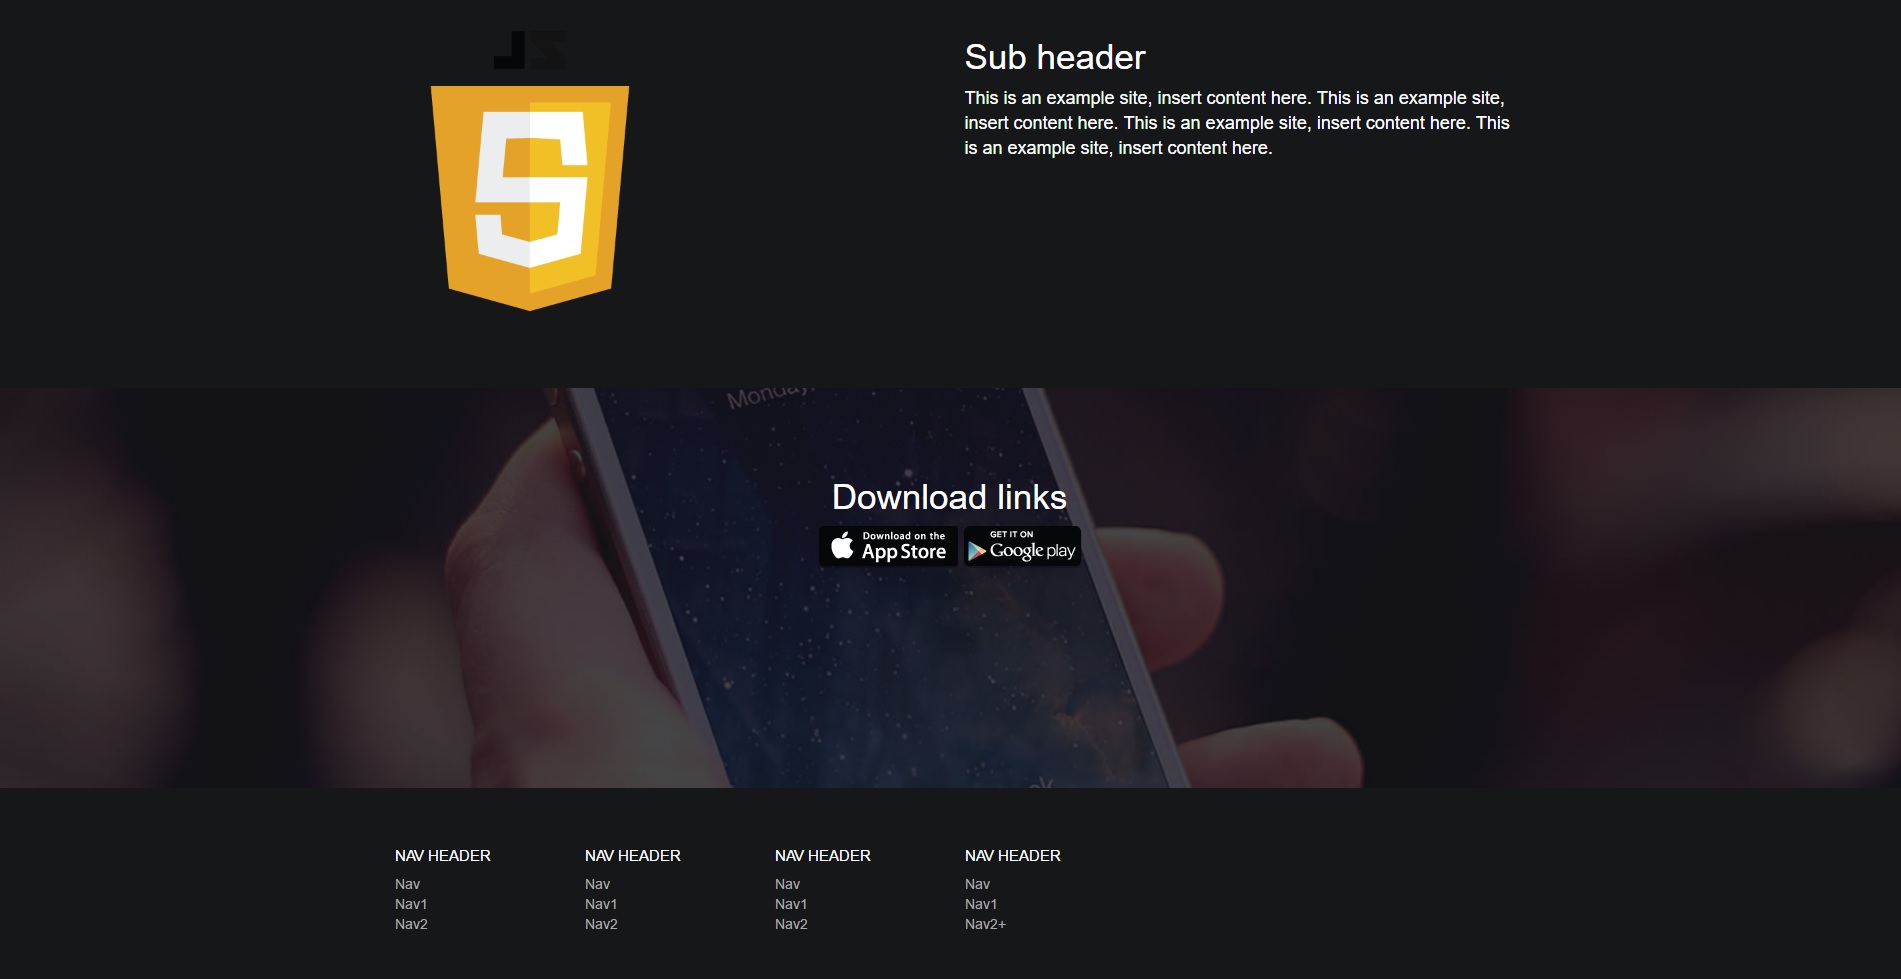 JS
5
Sub header
This is an example site, insert content here. This is an example site,
insert content here. This is an example site, insert content here. This
is an example site, insert content here.
Monday,
Download links
Download on the
App Store
GET IT ON
Google play
NAV HEADER
Nav
Nav1
Nav2
NAV HEADER
Nav
Nav1
Nav2
NAV HEADER
Nav
Nav1
Nav2
NAV HEADER
Nav
Nav1
Nav2+